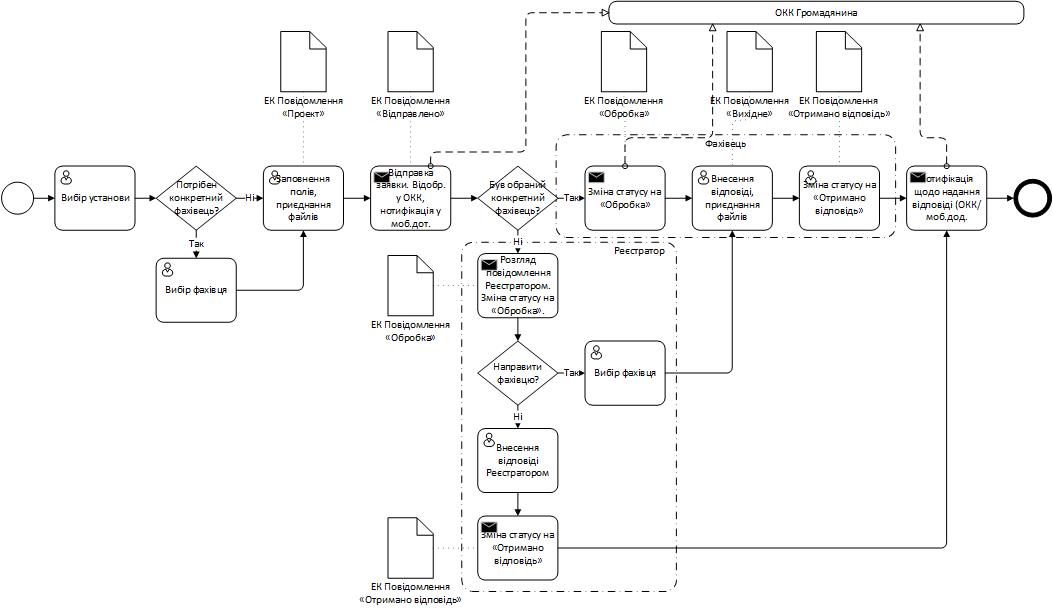 ОКК Громадянина
ЕК Повідомлення
«Проект»
ЕК Повідомлення
«Відправлено»
ЕК Повідомлення
«Обробка»
ЕК Повідомлення
«Вихідне»
ЕК Повідомлення
«Отримано відповідь»
Фахівець
Вибір установи
Потрібен
конкретний
фахівець?
Ні
Так
Вибір фахівця
Заповнення
полів,
приєднання
файлів
Відправка
заявки. Відобр.
у ОКК,
нотифікація у
моб.дот.
Був обраний
конкретний
фахівець?
Так
Ні
Зміна статусу на
«Обробка»
Внесення
відповіді,
приєднання
файлів
Зміна статусу на
«Отримано
відповідь»
Нотифікація
щодо надання
відповіді (ОКК/
моб.дод.
Реєстратор
Розгляд
повідомлення
Реєстратором.
Зміна статусу на
«Обробка».
ЕК Повідомлення
«Обробка»
Направити
фахівцю?
Так
Вибір фахівця
Ні
Внесення
відповіді
Реєстратором
Зміна статусу на
«Отримано
відповідь»
ЕК Повідомлення
«Отримано відповідь»